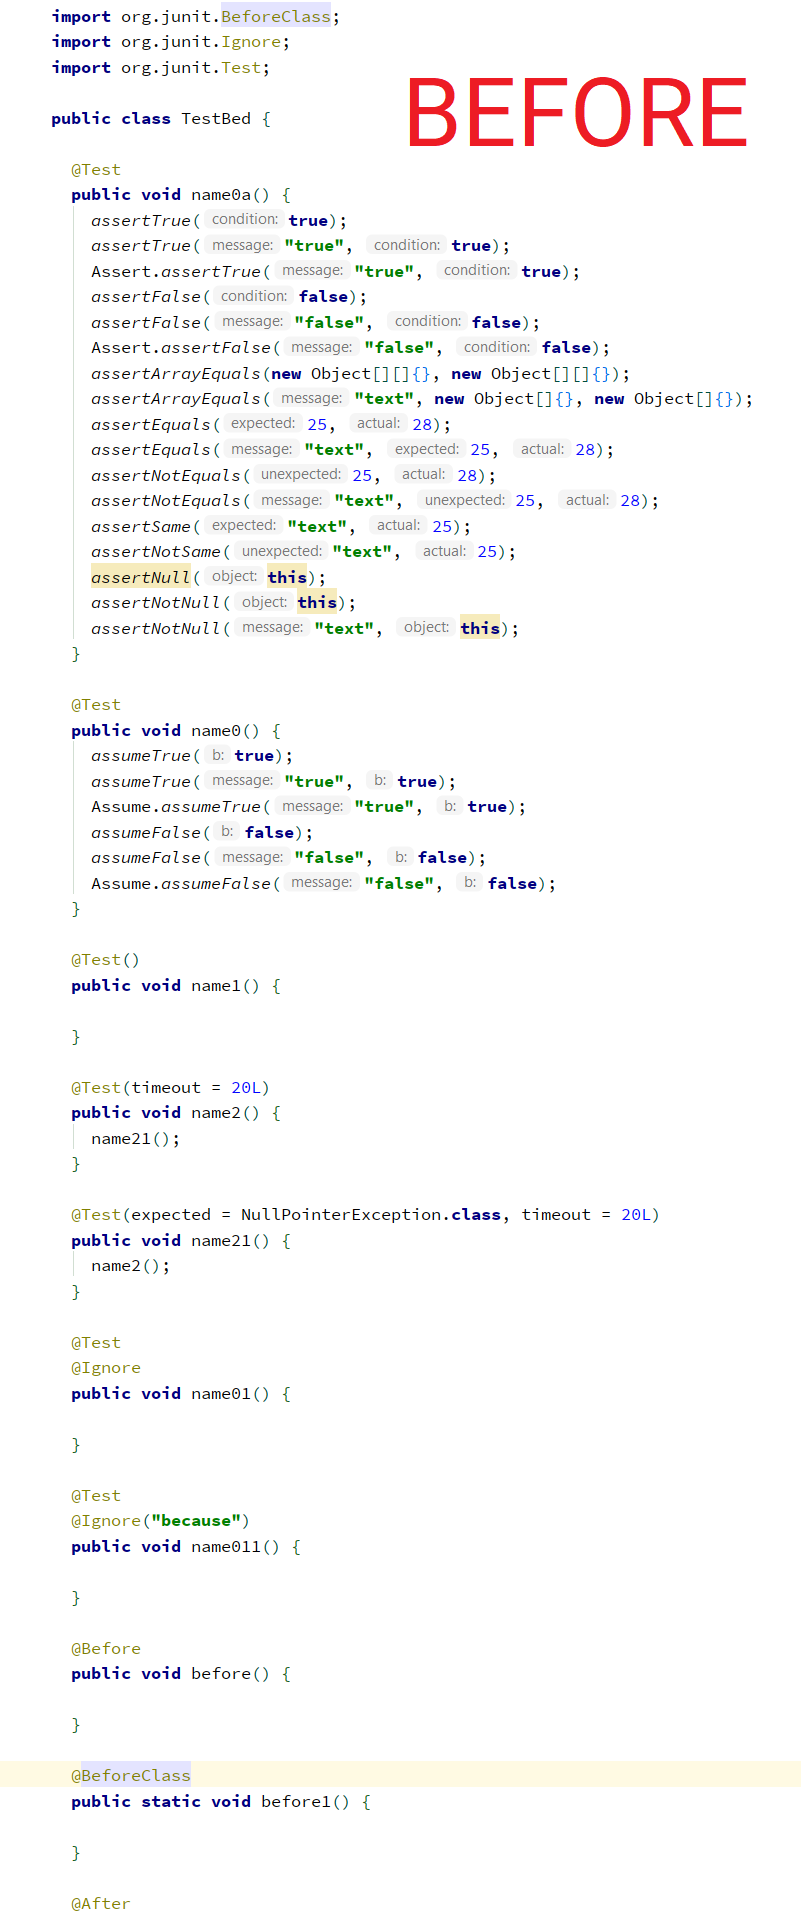 import org.junit.BeforeClass;
import org.junit.Ignore;
import org.junit.Test;
BEFORE
public class TestBed {
@Test
public void name0a() {
assertTrue( condition: true);
assertTrue( message: "true", condition: true);
Assert.assertTrue( message: "true", condition: true);
assertFalse( condition: false);
assertFalse( message: "false", condition: false);
Assert.assertFalse( message: "false", condition: false);
assertArrayEquals(new Object[][]{}, new Object[][]{});
assertArrayEquals( message: "text", new Object[]{}, new Object[]{});
assertEquals( expected: 25, actual: 28);
assertEquals( message: "text", expected: 25, actual: 28);
assertNotEquals( unexpected: 25, actual: 28);
assertNotEquals( message: "text", unexpected: 25, actual: 28);
assertSame( expected: "text", actual: 25);
assertNotSame( unexpected: "text", actual: 25);
assertNull( object: this);
assertNotNull( object: this);
assertNotNull( message: "text", object: this);
}
@Test
public void name0() {
assumeTrue( b: true);
assumeTrue( message: "true", b: true);
Assume.assumeTrue( message: "true", b: true);
assumeFalse( b: false);
assumeFalse( message: "false", b: false);
Assume.assumeFalse( message: "false", b: false);
}
@Test()
public void name1() {
}
@Test(timeout = 20L)
public void name2() {
name21();
}
@Test(expected = NullPointerException.class, timeout = 20L)
public void name21() {
name2();
}
@Test
@Ignore
public void name01() {
}
@Test
@Ignore("because")
public void name011() {
}
@Before
public void before() {
}
@BeforeClass
public static void before1() {
}
@After